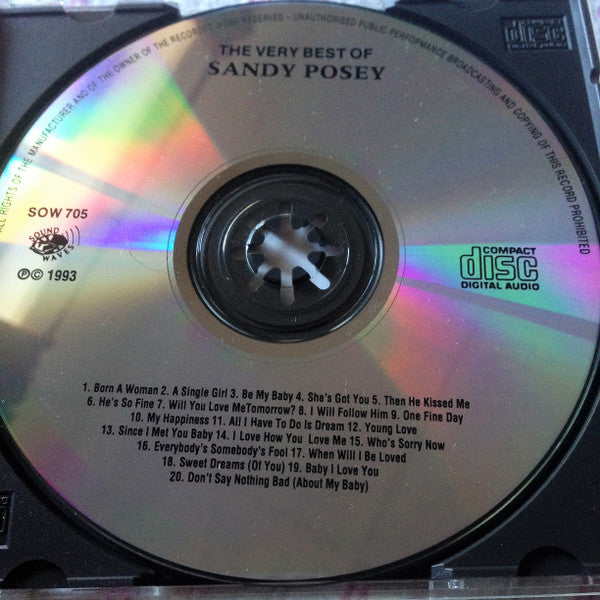 ALL RIGHTS OF THE MANUFACTURER AND OF THE OWNER OF THE RECORDED WORK RESERVED - UNAUTHORISED PUBLIC PERFORMANCE BROADCASTING AND COPYING OF THIS RECORD PROHIBITED
THE VERY BEST OF
SANDY POSEY
SOW 705
SOUND
WAVES
℗© 1993
COMPACT
disc
DIGITAL AUDIO
1. Born A Woman 2. A Single Girl 3. Be My Baby 4. She's Got You 5. Then He Kissed Me
6. He's So Fine 7. Will You Love MeTomorrow? 8. I Will Follow Him 9. One Fine Day
10. My Happiness 11. All I Have To Do Is Dream 12. Young Love
13. Since I Met You Baby 14. I Love How You Love Me 15. Who's Sorry Now
16. Everybody's Somebody's Fool 17. When Will I Be Loved
18. Sweet Dreams (Of You) 19. Baby I Love You
20. Don't Say Nothing Bad (About My Baby)
COMPACT
disc